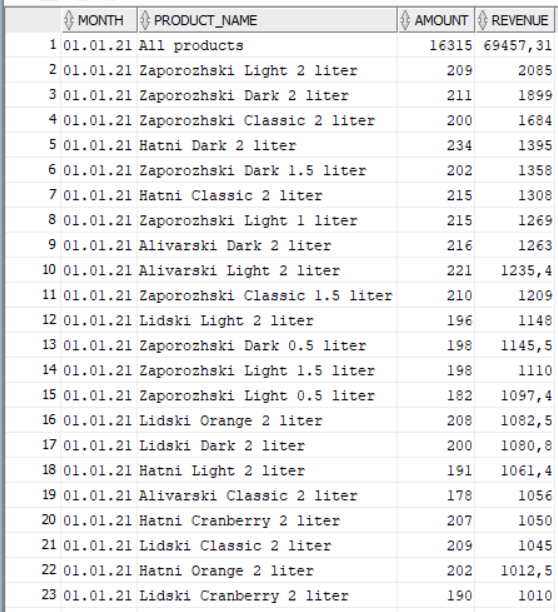 MONTH PRODUCT_NAME AMOUNT REVENUE
1 01.01.21 All products 16315 69457,31
2 01.01.21 Zaporozhski Light 2 liter 209 2085
3 01.01.21 Zaporozhski Dark 2 liter 211 1899
4 01.01.21 Zaporozhski Classic 2 liter 200 1684
5 01.01.21 Hatni Dark 2 liter 234 1395
6 01.01.21 Zaporozhski Dark 1.5 liter 202 1358
7 01.01.21 Hatni Classic 2 liter 215 1308
8 01.01.21 Zaporozhski Light 1 liter 215 1269
9 01.01.21 Alivarski Dark 2 liter 216 1263
10 01.01.21 Alivarski Light 2 liter 221 1235,4
11 01.01.21 Zaporozhski Classic 1.5 liter 210 1209
12 01.01.21 Lidski Light 2 liter 196 1148
13 01.01.21 Zaporozhski Dark 0.5 liter 198 1145,5
14 01.01.21 Zaporozhski Light 1.5 liter 198 1110
15 01.01.21 Zaporozhski Light 0.5 liter 182 1097,4
16 01.01.21 Lidski Orange 2 liter 208 1082,5
17 01.01.21 Lidski Dark 2 liter 200 1080,8
18 01.01.21 Hatni Light 2 liter 191 1061,4
19 01.01.21 Alivarski Classic 2 liter 178 1056
20 01.01.21 Hatni Cranberry 2 liter 207 1050
21 01.01.21 Lidski Classic 2 liter 209 1045
22 01.01.21 Hatni Orange 2 liter 202 1012,5
23 01.01.21 Lidski Cranberry 2 liter 190 1010